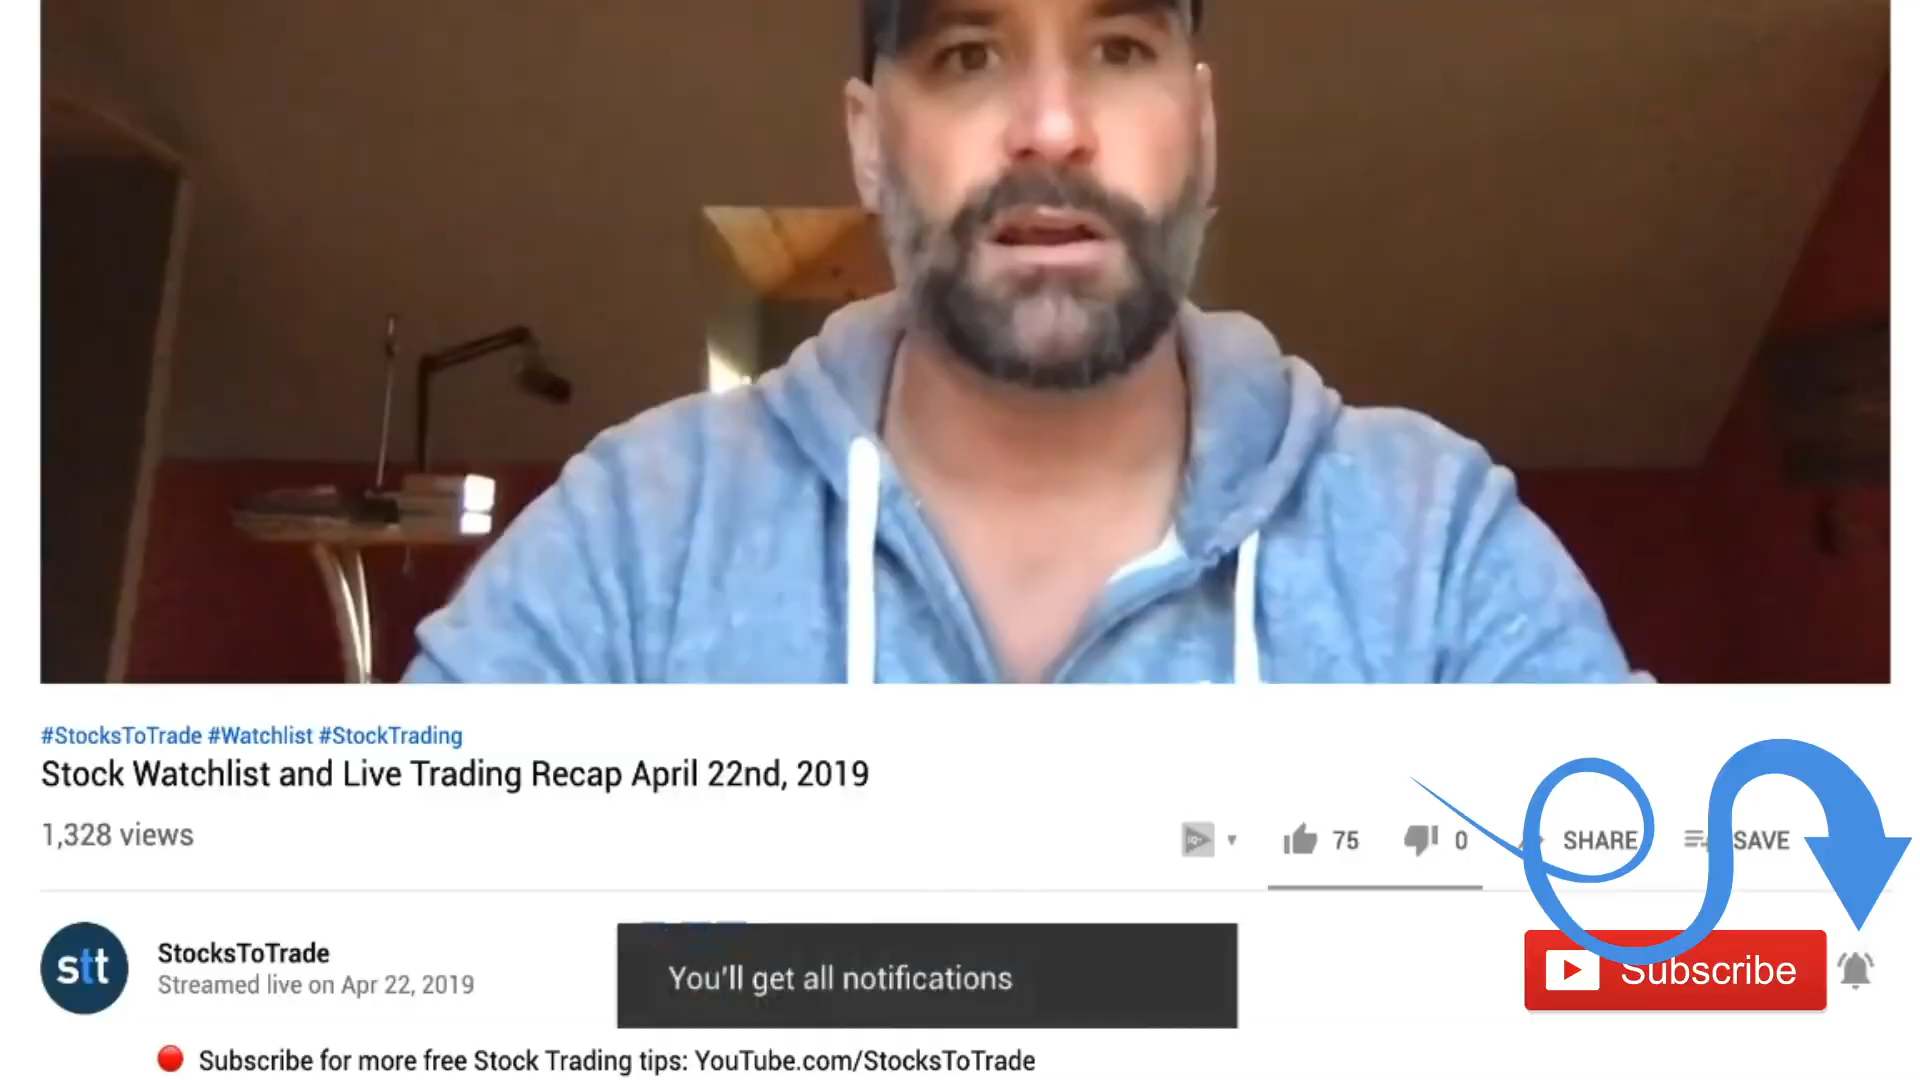 #StocksToTrade #Watchlist #StockTrading
Stock Watchlist and Live Trading Recap April 22nd, 2019
1,328 views
75
0
SHARE
SAVE
stt
StocksToTrade
Streamed live on Apr 22, 2019
You'll get all notifications
Subscribe
Subscribe for more free Stock Trading tips: YouTube.com/StocksToTrade